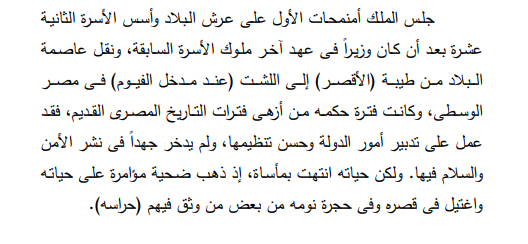 جلس الملك أمنمحات الأول على عرش البلاد وأسس الأسرة الثانية
عشرة بعد أن كان وزيراً فى عهد آخر ملوك الأسرة السابقة، ونقل عاصمة
البلاد من طيبة (الأقصر) إلى اللشت (عند مدخل الفيوم) فى مصر
الوسطى، وكانت فترة حكمه من أزهى فترات التاريخ المصرى القديم، فقد
عمل على تدبير أمور الدولة وحسن تنظيمها، ولم يدخر جهداً فى نشر الأمن
والسلام فيها. ولكن حياته انتهت بمأساة، إذ ذهب ضحية مؤامرة على حياته
واغتيل فى قصره وفى حجرة نومه من بعض من وثق فيهم (حراسه).